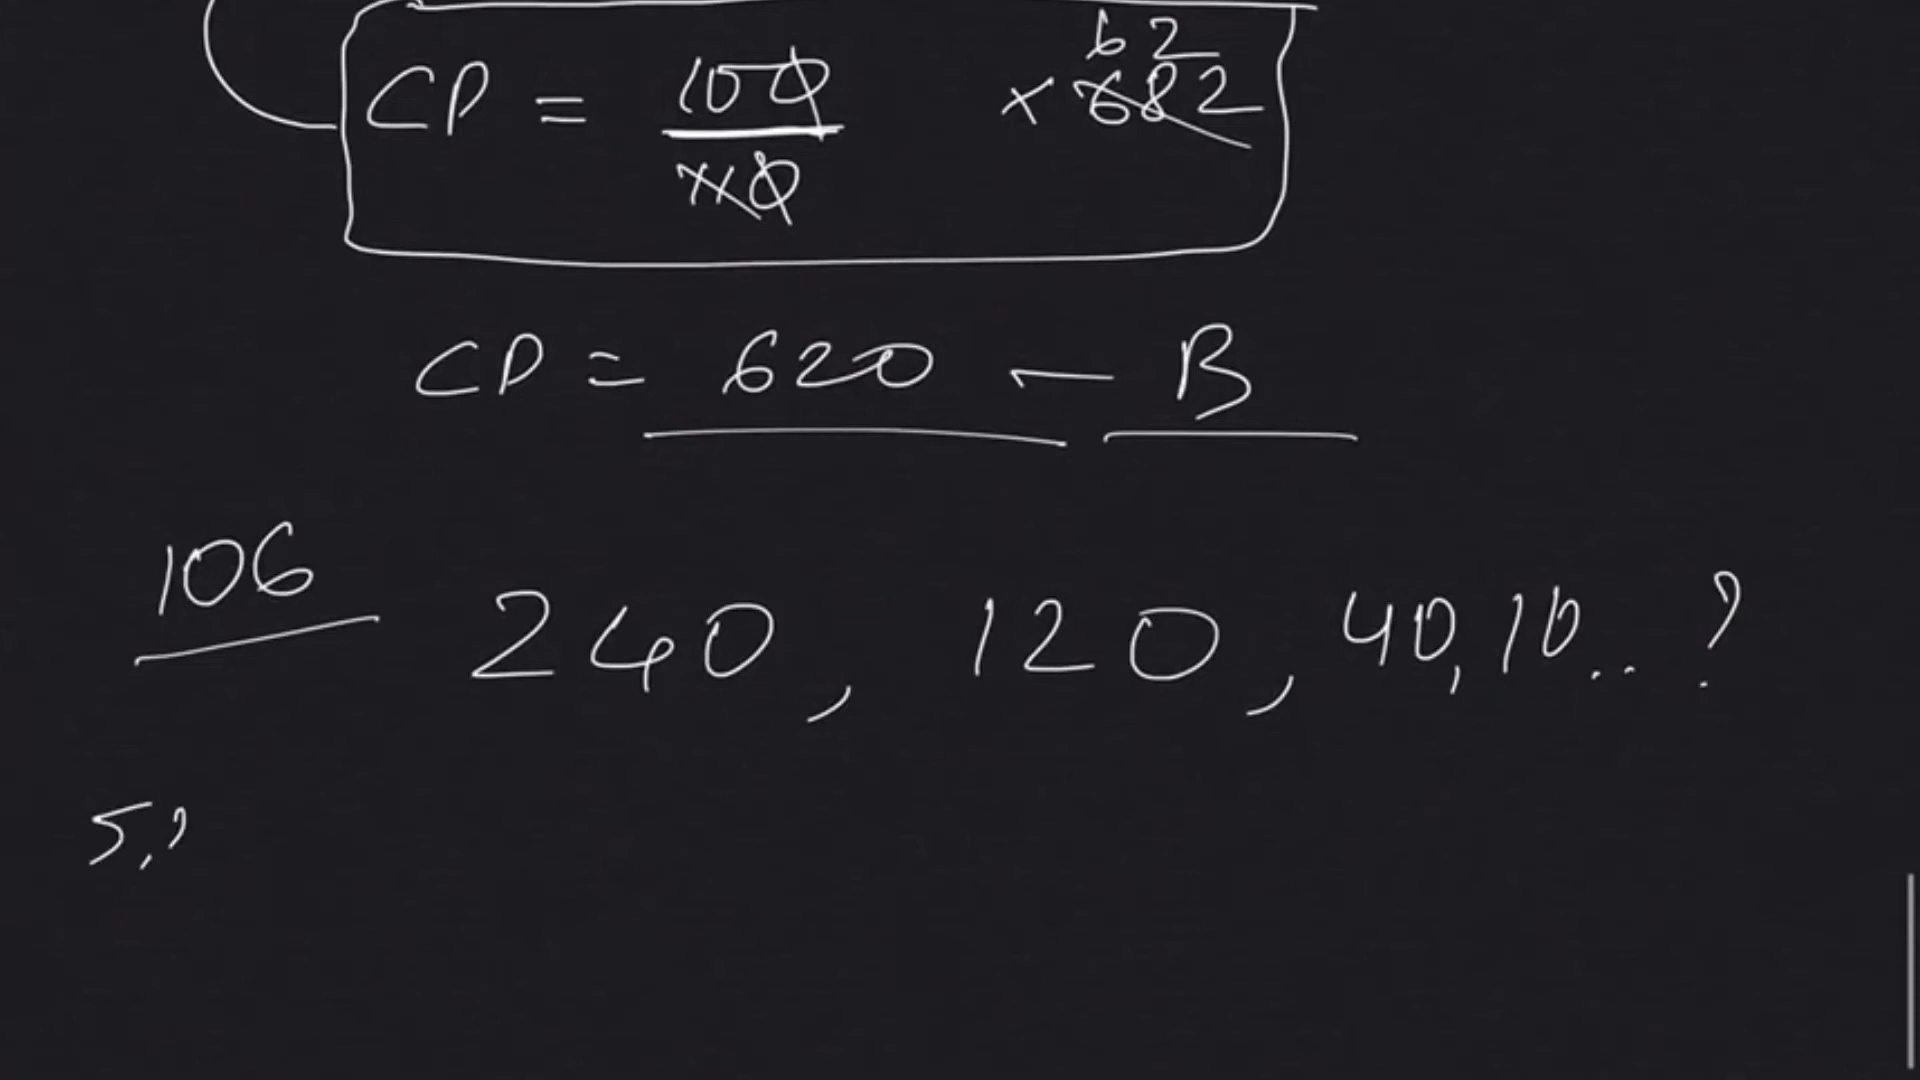 62
CP = 100/110 × 682
CP = 620 — B
106
240, 120, 40, 10.. ?
5,